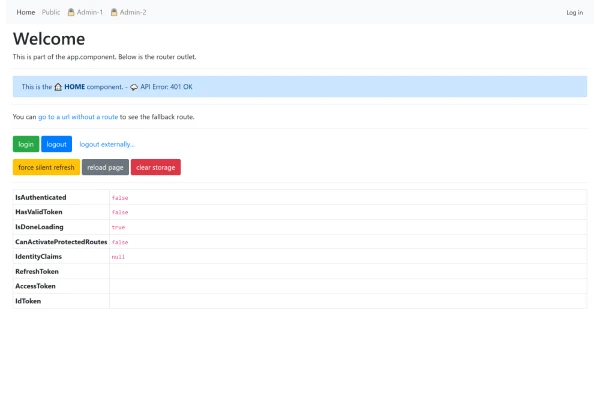 Home Public Admin-1 Admin-2 Log in
Welcome
This is part of the app.component. Below is the router outlet.
This is the 🏠 HOME component. - 🌩 API Error: 401 OK
You can go to a url without a route to see the fallback route.
login logout logout externally...
force silent refresh reload page clear storage
IsAuthenticated false
HasValidToken false
IsDoneLoading true
CanActivateProtectedRoutes false
IdentityClaims null
RefreshToken
AccessToken
IdToken